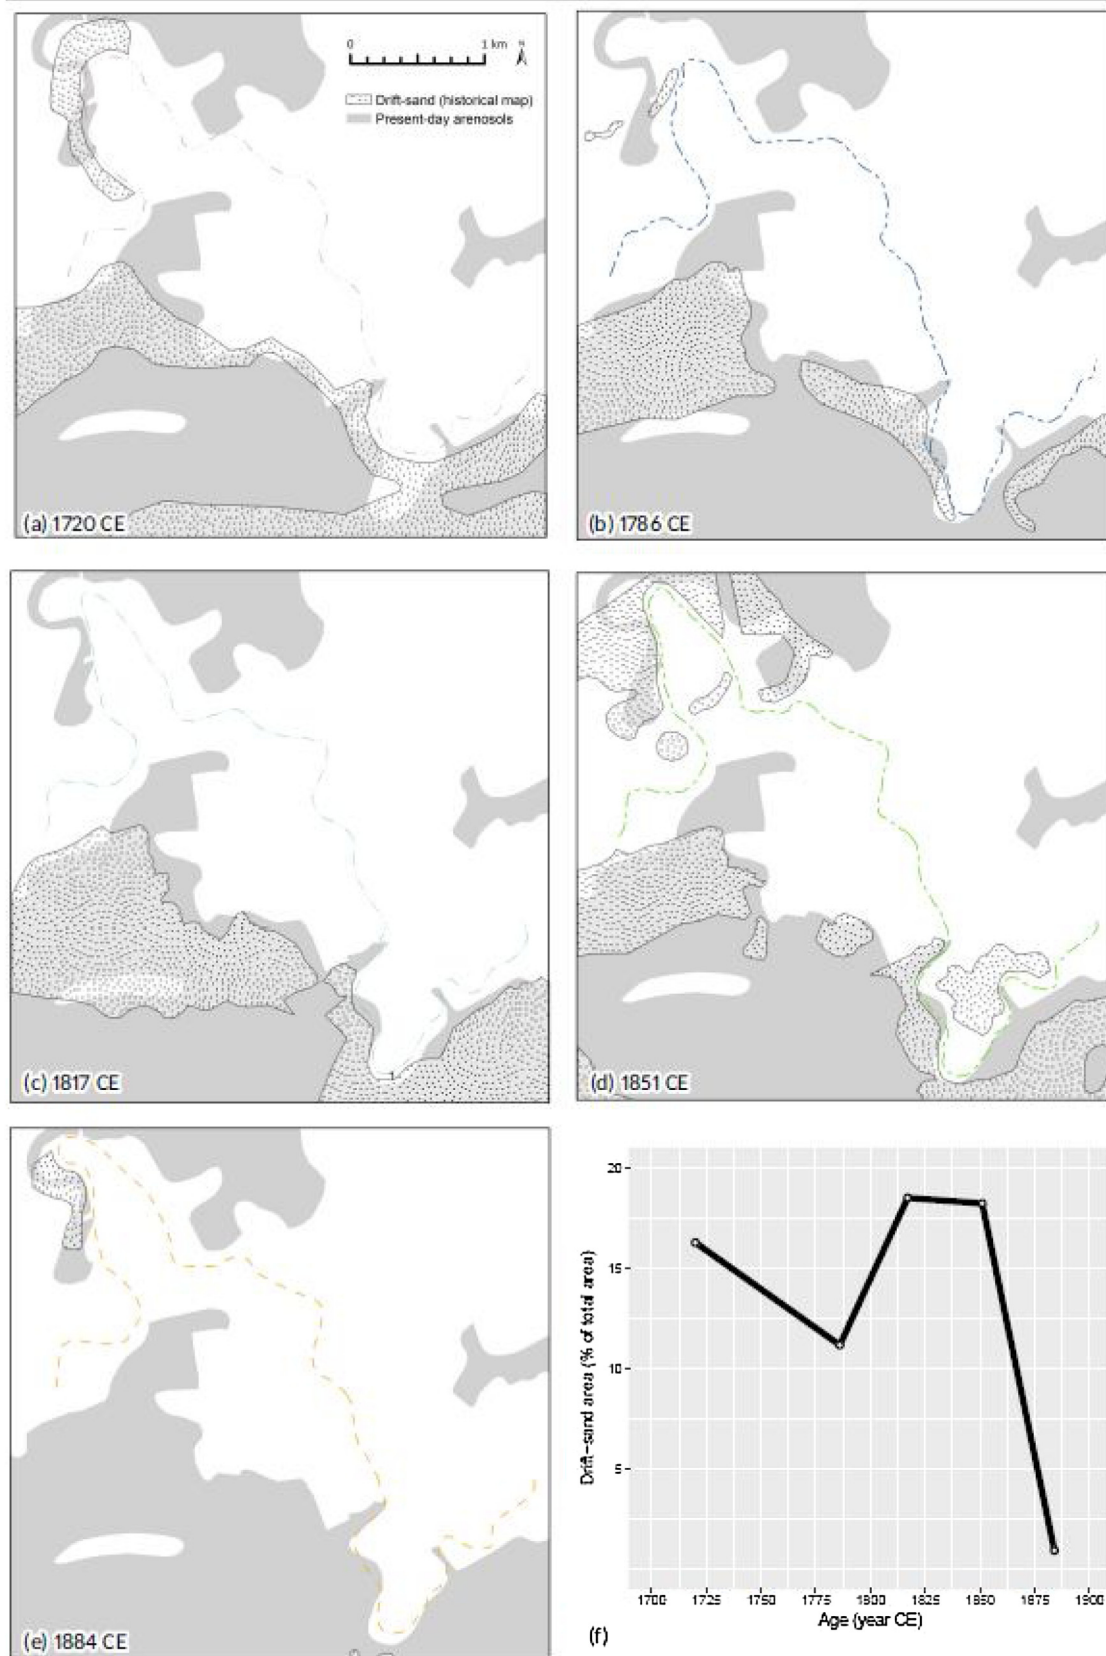 0 1 km N
Drift-sand (historical map)
Present-day arenosols
(a) 1720 CE
(b) 1786 CE
(c) 1817 CE
1
(d) 1851 CE
(e) 1884 CE
20
15
10
5
Drift-sand area (% of total area)
1700 1725 1750 1775 1800 1825 1850 1875 1900
Age (year CE)
(f)